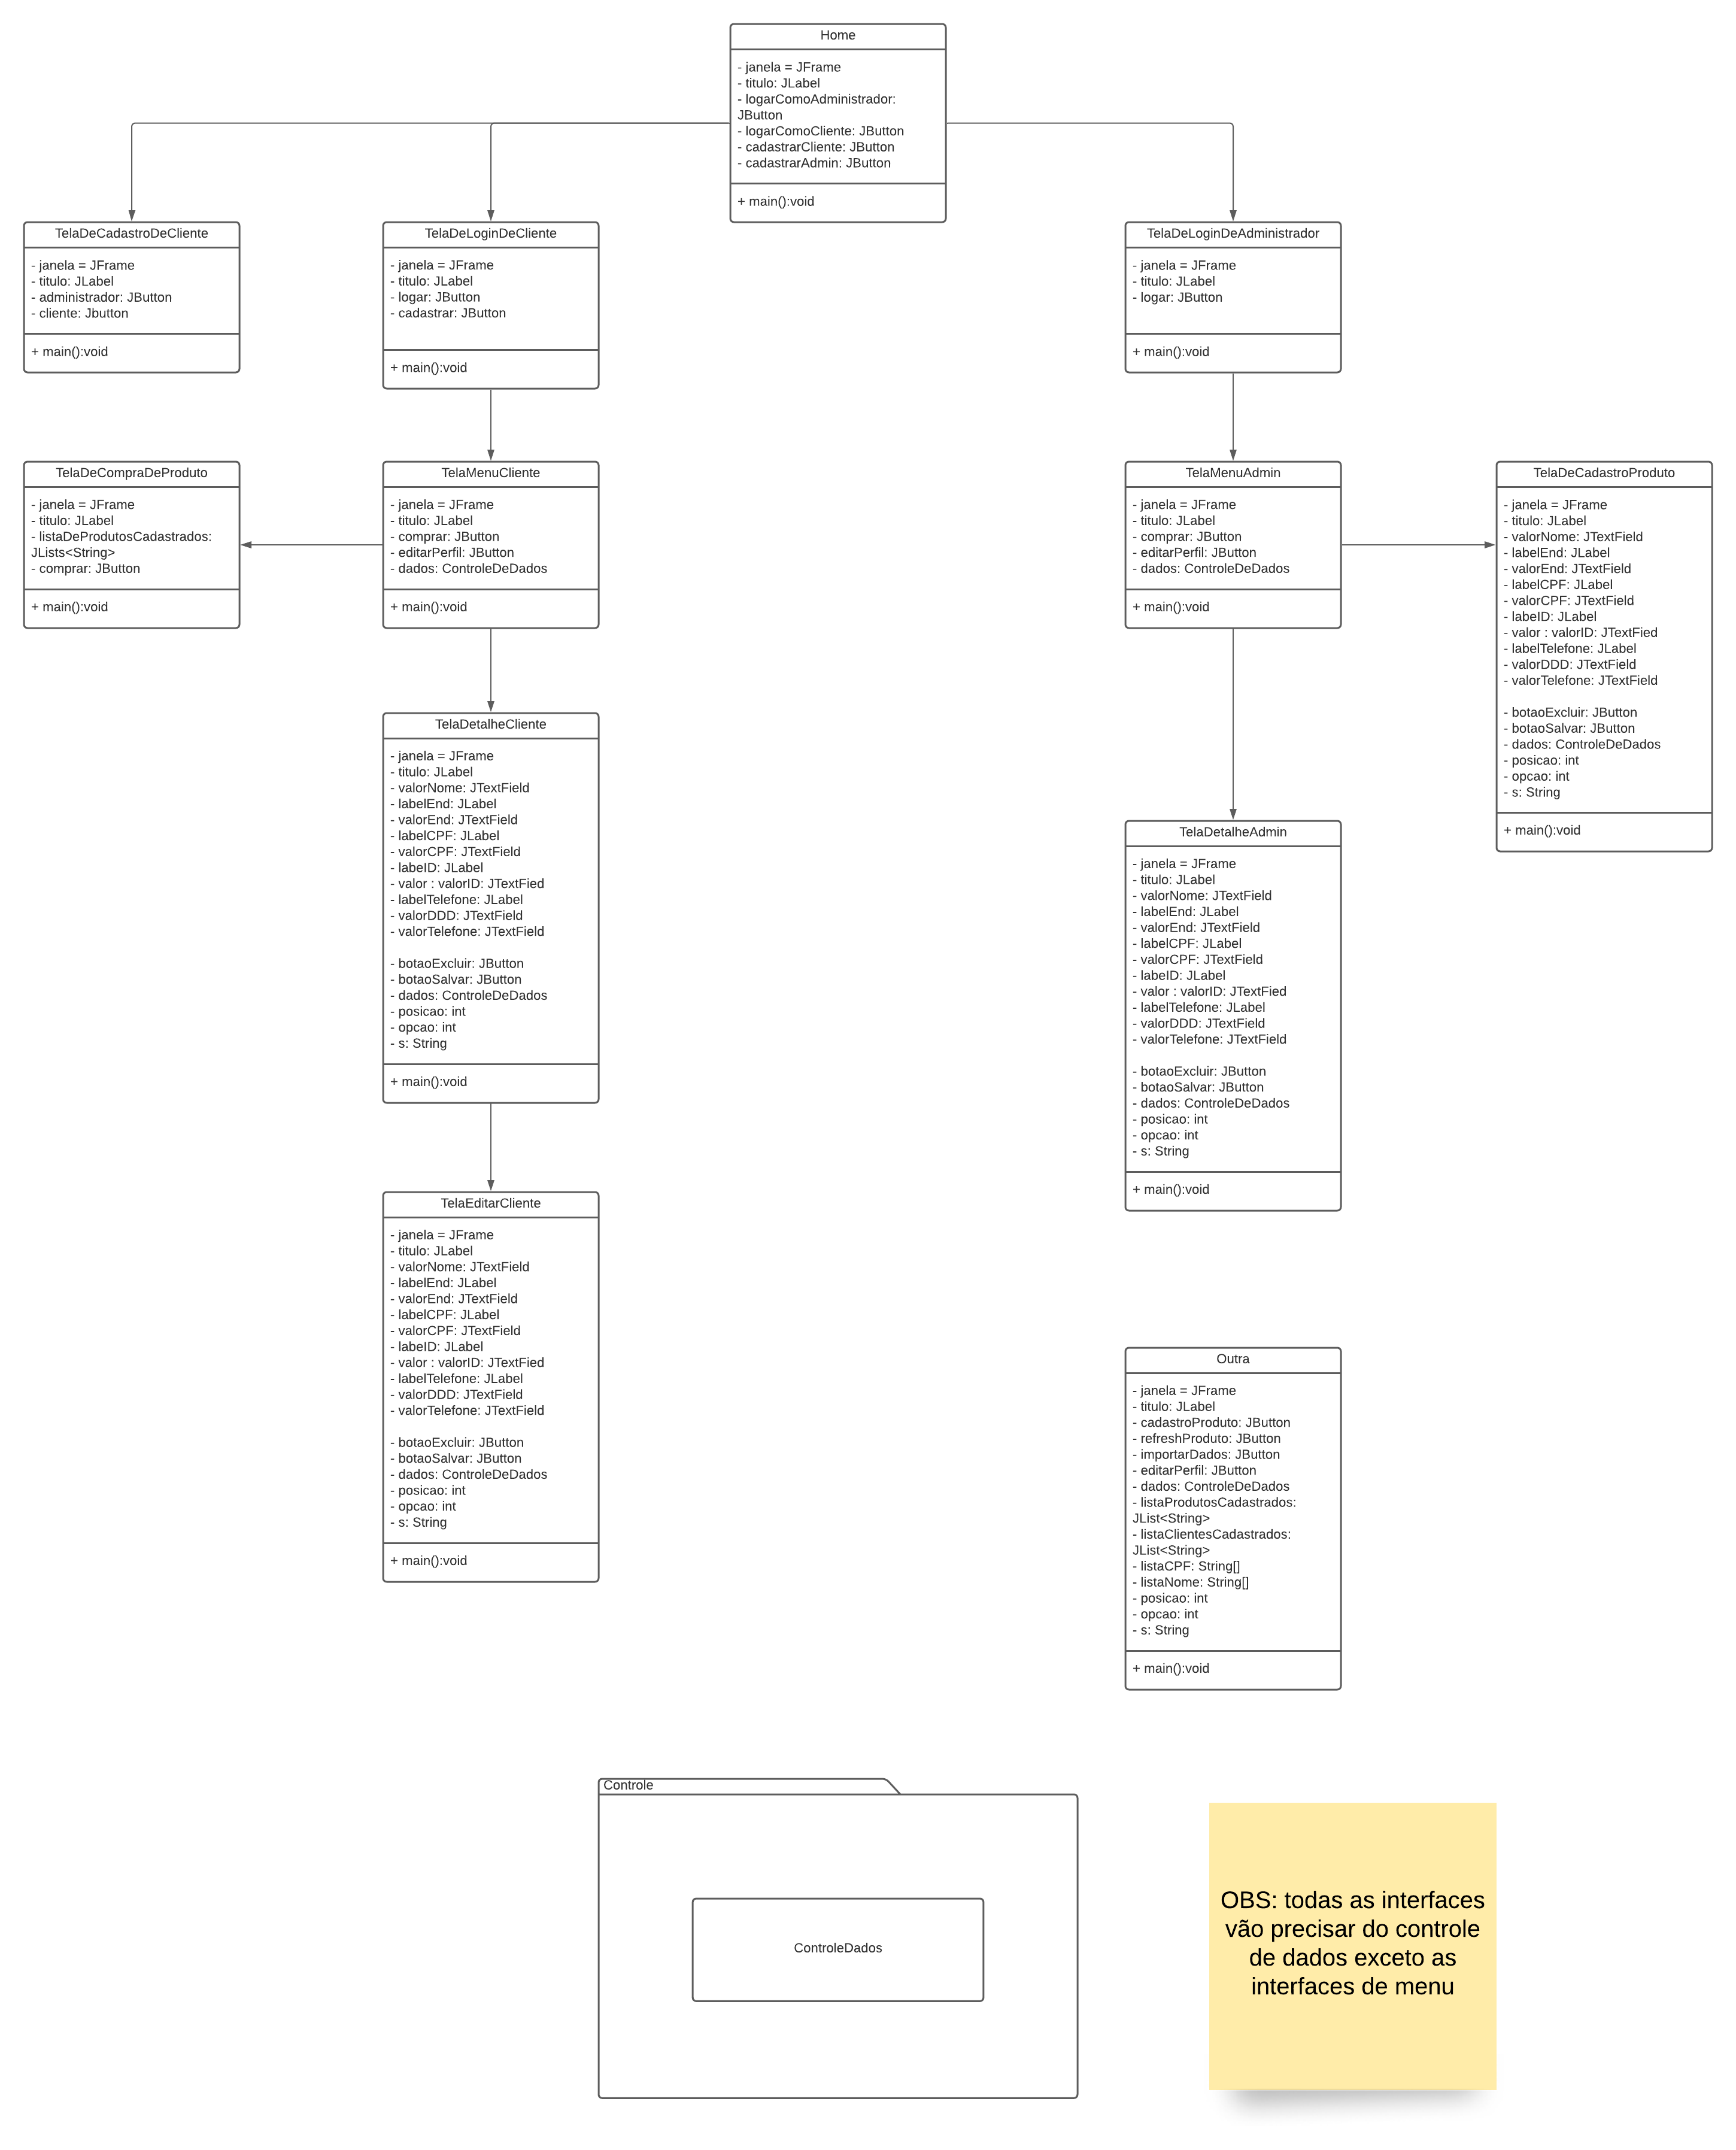 Home
- janela = JFrame
- titulo: JLabel
- logarComoAdministrador:
JButton
- logarComoCliente: JButton
- cadastrarCliente: JButton
- cadastrarAdmin: JButton
+ main():void
TelaDeCadastroDeCliente
- janela = JFrame
- titulo: JLabel
- administrador: JButton
- cliente: Jbutton
+ main():void
TelaDeLoginDeCliente
- janela = JFrame
- titulo: JLabel
- logar: JButton
- cadastrar: JButton
+ main():void
TelaDeLoginDeAdministrador
- janela = JFrame
- titulo: JLabel
- logar: JButton
+ main():void
TelaDeCompraDeProduto
- janela = JFrame
- titulo: JLabel
- listaDeProdutosCadastrados:
JLists<String>
- comprar: JButton
+ main():void
TelaMenuCliente
- janela = JFrame
- titulo: JLabel
- comprar: JButton
- editarPerfil: JButton
- dados: ControleDeDados
+ main():void
TelaMenuAdmin
- janela = JFrame
- titulo: JLabel
- comprar: JButton
- editarPerfil: JButton
- dados: ControleDeDados
+ main():void
TelaDeCadastroProduto
- janela = JFrame
- titulo: JLabel
- valorNome: JTextField
- labelEnd: JLabel
- valorEnd: JTextField
- labelCPF: JLabel
- valorCPF: JTextField
- labeID: JLabel
- valor : valorID: JTextFied
- labelTelefone: JLabel
- valorDDD: JTextField
- valorTelefone: JTextField
- botaoExcluir: JButton
- botaoSalvar: JButton
- dados: ControleDeDados
- posicao: int
- opcao: int
- s: String
+ main():void
TelaDetalheCliente
- janela = JFrame
- titulo: JLabel
- valorNome: JTextField
- labelEnd: JLabel
- valorEnd: JTextField
- labelCPF: JLabel
- valorCPF: JTextField
- labeID: JLabel
- valor : valorID: JTextFied
- labelTelefone: JLabel
- valorDDD: JTextField
- valorTelefone: JTextField
- botaoExcluir: JButton
- botaoSalvar: JButton
- dados: ControleDeDados
- posicao: int
- opcao: int
- s: String
+ main():void
TelaDetalheAdmin
- janela = JFrame
- titulo: JLabel
- valorNome: JTextField
- labelEnd: JLabel
- valorEnd: JTextField
- labelCPF: JLabel
- valorCPF: JTextField
- labeID: JLabel
- valor : valorID: JTextFied
- labelTelefone: JLabel
- valorDDD: JTextField
- valorTelefone: JTextField
- botaoExcluir: JButton
- botaoSalvar: JButton
- dados: ControleDeDados
- posicao: int
- opcao: int
- s: String
+ main():void
TelaEditarCliente
- janela = JFrame
- titulo: JLabel
- valorNome: JTextField
- labelEnd: JLabel
- valorEnd: JTextField
- labelCPF: JLabel
- valorCPF: JTextField
- labeID: JLabel
- valor : valorID: JTextFied
- labelTelefone: JLabel
- valorDDD: JTextField
- valorTelefone: JTextField
- botaoExcluir: JButton
- botaoSalvar: JButton
- dados: ControleDeDados
- posicao: int
- opcao: int
- s: String
+ main():void
Outra
- janela = JFrame
- titulo: JLabel
- cadastroProduto: JButton
- refreshProduto: JButton
- importarDados: JButton
- editarPerfil: JButton
- dados: ControleDeDados
- listaProdutosCadastrados:
JList<String>
- listaClientesCadastrados:
JList<String>
- listaCPF: String[]
- listaNome: String[]
- posicao: int
- opcao: int
- s: String
+ main():void
Controle
ControleDados
OBS: todas as interfaces
vão precisar do controle
de dados exceto as
interfaces de menu